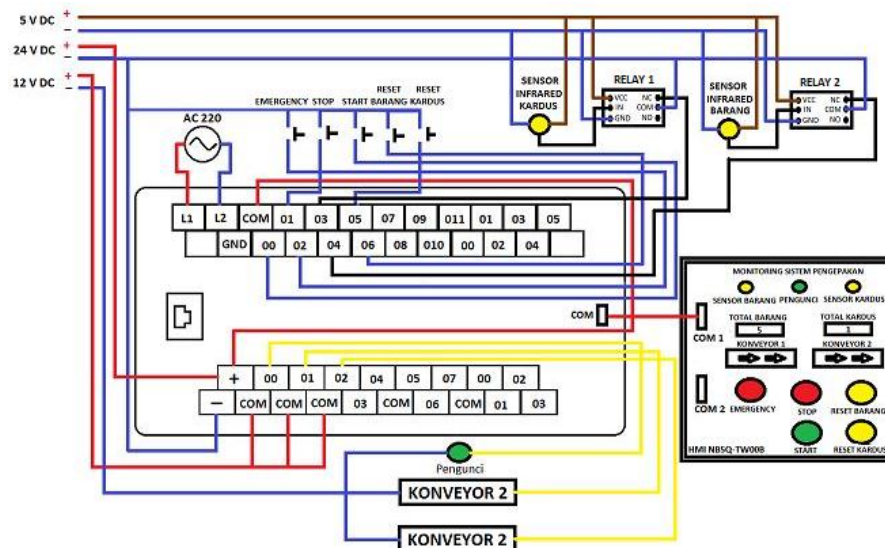 5 V DC + −
24 V DC + −
12 V DC + −
AC 220
EMERGENCY STOP START RESET BARANG RESET KARDUS
SENSOR INFRARED KARDUS
RELAY 1
VCC NC
IN COM
GND NO
SENSOR INFRARED BARANG
RELAY 2
VCC NC
IN COM
GND NO
L1 L2 COM 01 03 05 07 09 011 01 03 05
GND 00 02 04 06 08 010 00 02 04
COM
+ 00 01 02 04 05 07 00 02
− COM COM COM 03 COM 06 COM 01 03
Pengunci
KONVEYOR 2
KONVEYOR 2
MONITORING SISTEM PENGEPAKAN
SENSOR BARANG PENGUNCI SENSOR KARDUS
COM 1
TOTAL BARANG TOTAL KARDUS
5 1
KONVEYOR 1 KONVEYOR 2
COM 2
EMERGENCY STOP RESET BARANG
START RESET KARDUS
HMI NB5Q-TW00B